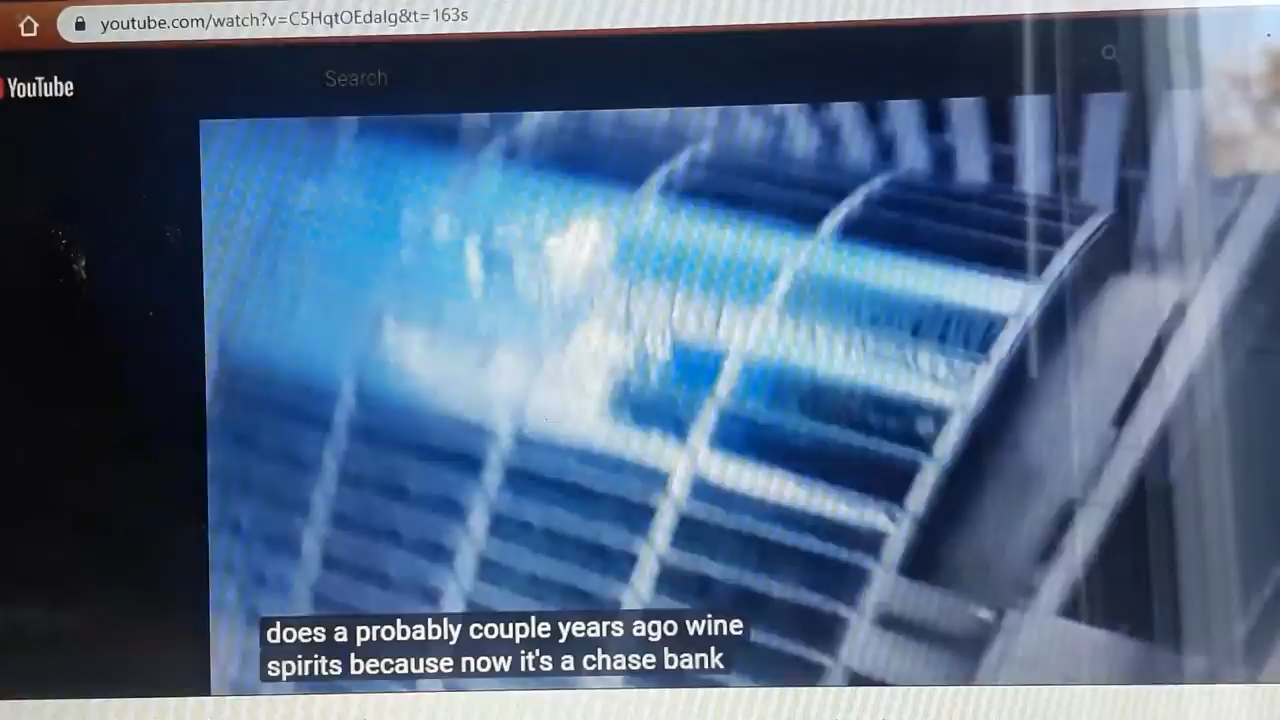 youtube.com/watch?v=C5HqtOEdaIg&t=163s
YouTube
Search
does a probably couple years ago wine
spirits because now it's a chase bank